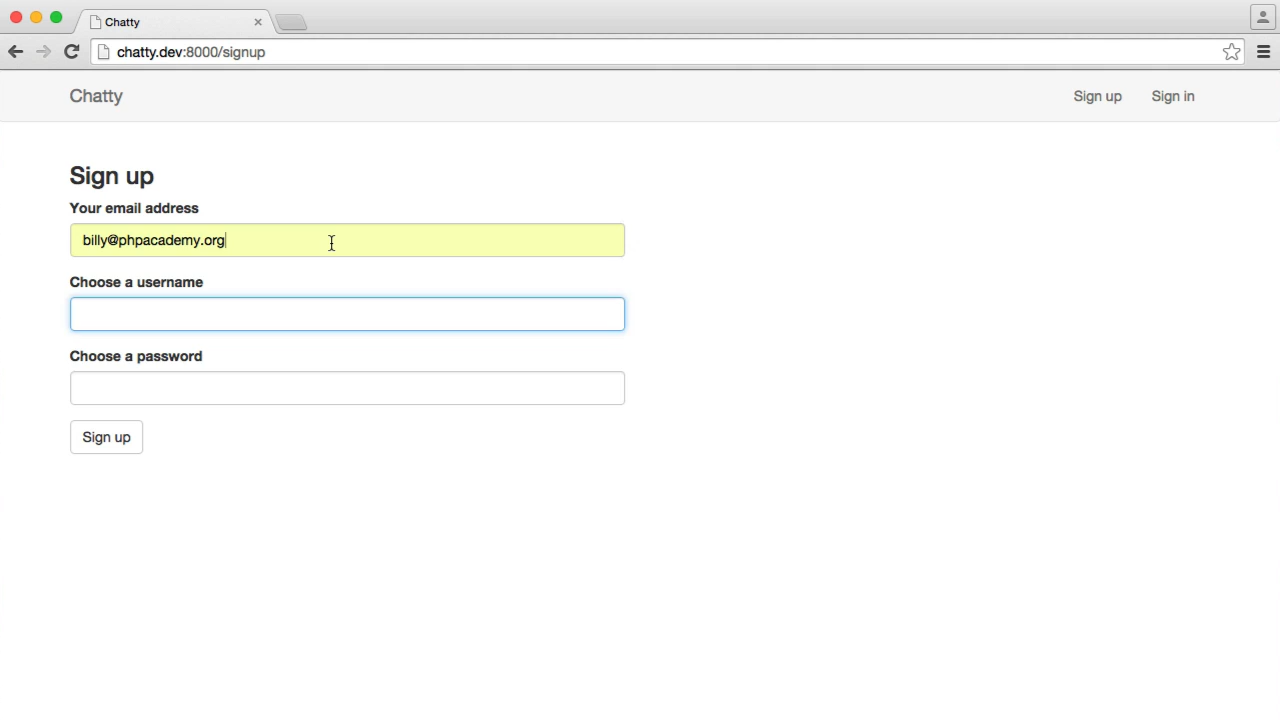 Chatty
chatty.dev:8000/signup
Chatty
Sign up
Sign in
Sign up
Your email address
billy@phpacademy.org
Choose a username
Choose a password
Sign up